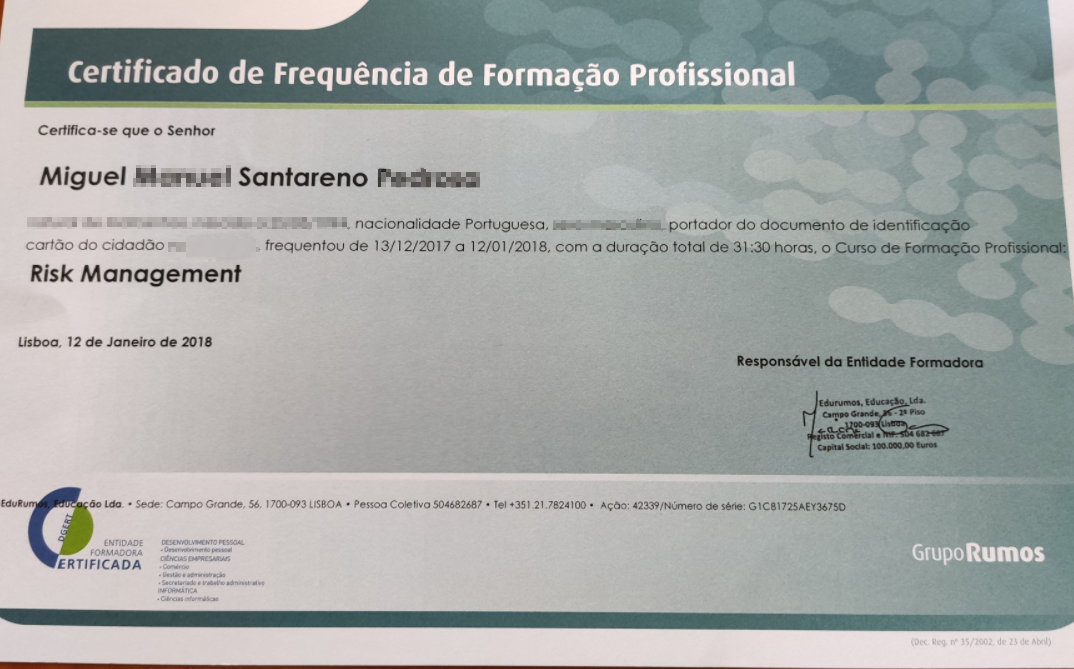 Certificado de Frequência de Formação Profissional
Certifica-se que o Senhor
Miguel Santareno
, nacionalidade Portuguesa, portador do documento de identificação
cartão do cidadão , frequentou de 13/12/2017 a 12/01/2018, com a duração total de 31:30 horas, o Curso de Formação Profissional:
Risk Management
Lisboa, 12 de Janeiro de 2018
Responsável da Entidade Formadora
Edurumos, Educação, Lda.
Campo Grande, - 2º Piso
1700-093 Lisboa
Registo Comercial e NIF: 504 682 687
Capital Social: 100.000,00 Euros
EduRumos, Educação Lda. • Sede: Campo Grande, 56, 1700-093 LISBOA • Pessoa Coletiva 504682687 • Tel +351.21.7824100 • Ação: 42339/Número de série: G1C81725AEY3675D
DGERT
ENTIDADE
FORMADORA
CERTIFICADA
DESENVOLVIMENTO PESSOAL
- Desenvolvimento pessoal
CIÊNCIAS EMPRESARIAIS
- Comércio
- Gestão e administração
- Secretariado e trabalho administrativo
INFORMÁTICA
- Ciências informáticas
GrupoRumos
(Dec. Reg. nº 35/2002, de 23 de Abril)